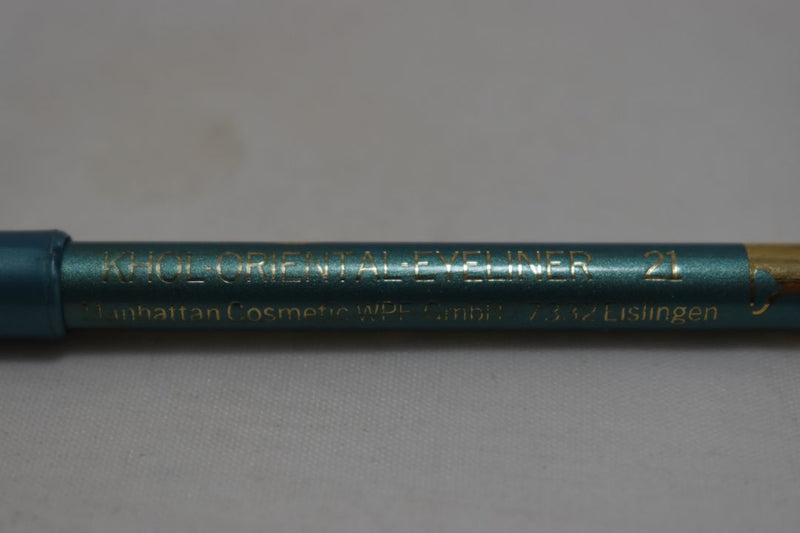 KHOL-ORIENTAL-EYELINER 21
Manhattan Cosmetic WPF GmbH 7332 Eislingen